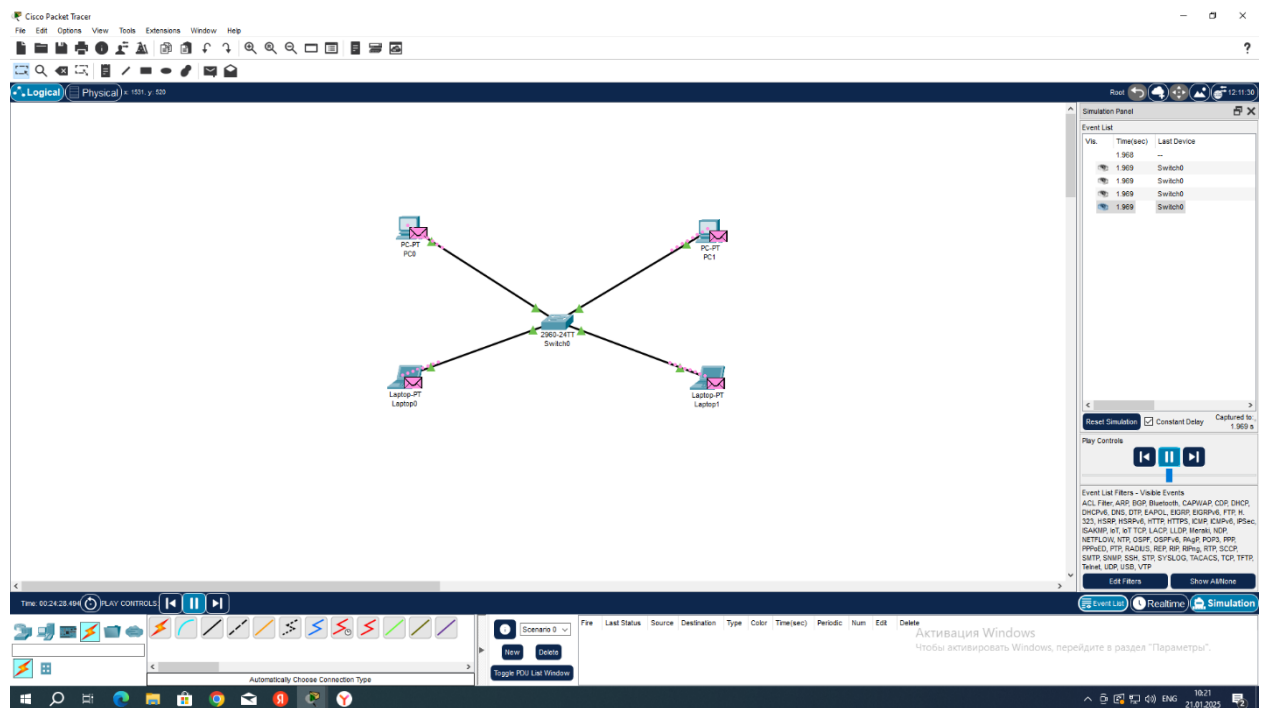 Cisco Packet Tracer
File Edit Options View Tools Extensions Window Help
?
Logical Physical x: 1531, y: 520 Root 12:11:30
Simulation Panel
Event List
Vis. Time(sec) Last Device
1.968 --
1.969 Switch0
1.969 Switch0
1.969 Switch0
1.969 Switch0
PC-PT
PC0
PC-PT
PC1
2960-24TT
Switch0
Laptop-PT
Laptop0
Laptop-PT
Laptop1
Reset Simulation Constant Delay Captured to:
1.969 s
Play Controls
Event List Filters - Visible Events
ACL Filter, ARP, BGP, Bluetooth, CAPWAP, CDP, DHCP,
DHCPv6, DNS, DTP, EAPOL, EIGRP, EIGRPv6, FTP, H.
323, HSRP, HSRPv6, HTTP, HTTPS, ICMP, ICMPv6, IPSec,
ISAKMP, IoT, IoT TCP, LACP, LLDP, Meraki, NDP,
NETFLOW, NTP, OSPF, OSPFv6, PAgP, POP3, PPP,
PPPoED, PTP, RADIUS, REP, RIP, RIPng, RTP, SCCP,
SMTP, SNMP, SSH, STP, SYSLOG, TACACS, TCP, TFTP,
Telnet, UDP, USB, VTP
Edit Filters Show All/None
Time: 00:24:28.494 PLAY CONTROLS: Event List Realtime Simulation
Scenario 0
New Delete
Toggle PDU List Window
Fire Last Status Source Destination Type Color Time(sec) Periodic Num Edit Delete
Активация Windows
Чтобы активировать Windows, перейдите в раздел "Параметры".
Automatically Choose Connection Type
ENG 10:21
21.01.2025